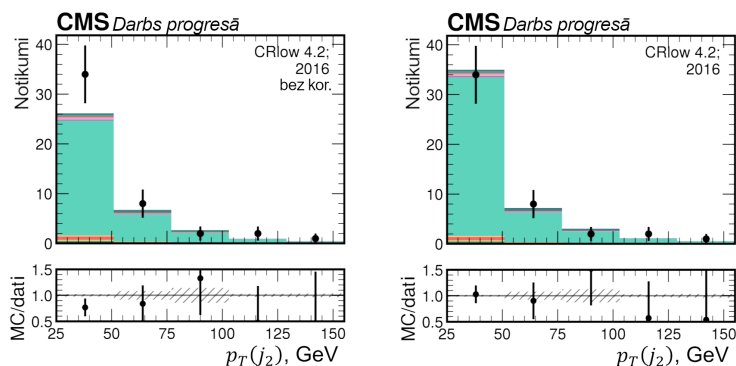 CMS Darbs progresā
CRlow 4.2;
2016
bez kor.
Notikumi
40
30
20
10
0
MC/dati
1.5
1.0
0.5
25 50 75 100 125 150
p_T(j_2), GeV
CMS Darbs progresā
CRlow 4.2;
2016
Notikumi
40
30
20
10
0
MC/dati
1.5
1.0
0.5
25 50 75 100 125 150
p_T(j_2), GeV